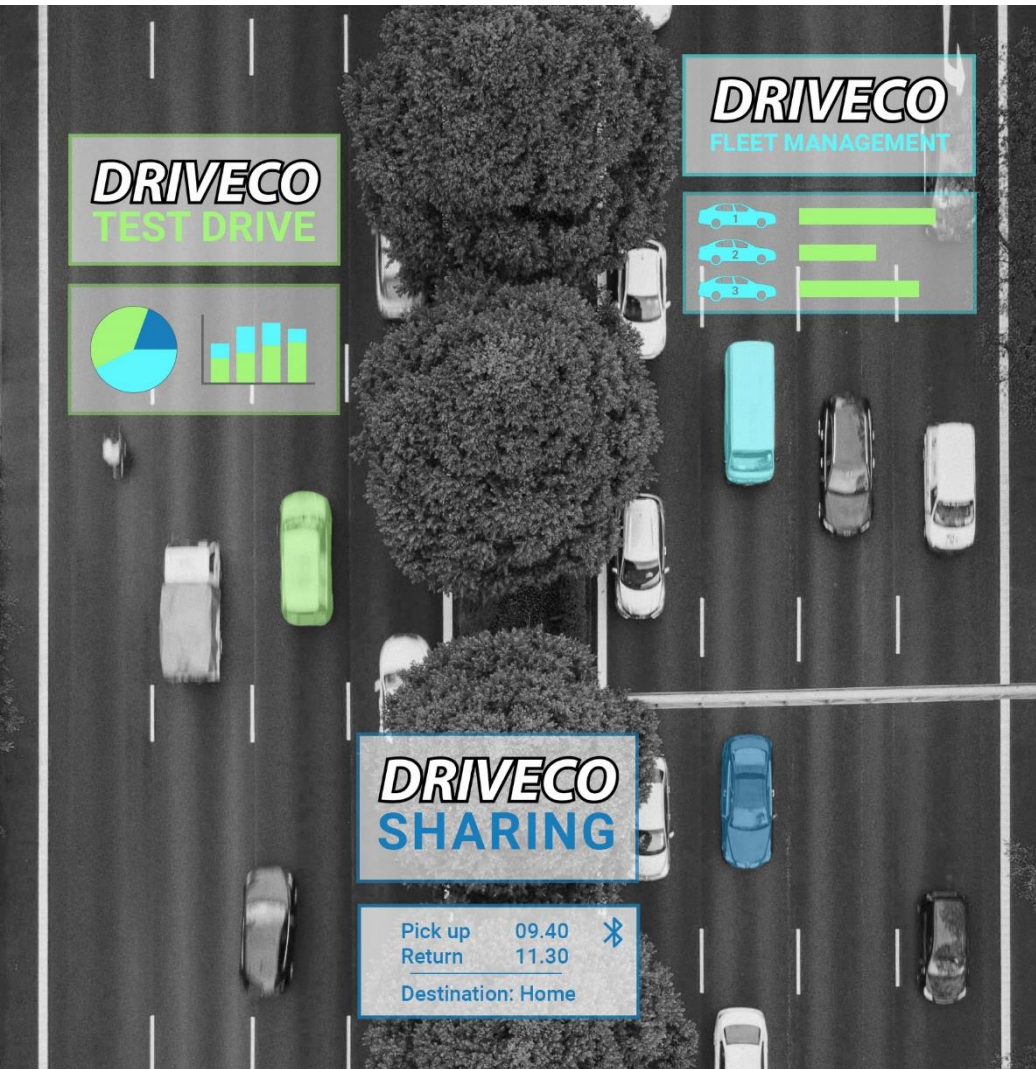 DRIVECO
TEST DRIVE
DRIVECO
FLEET MANAGEMENT
1
2
3
DRIVECO
SHARING
Pick up 09.40
Return 11.30
Destination: Home